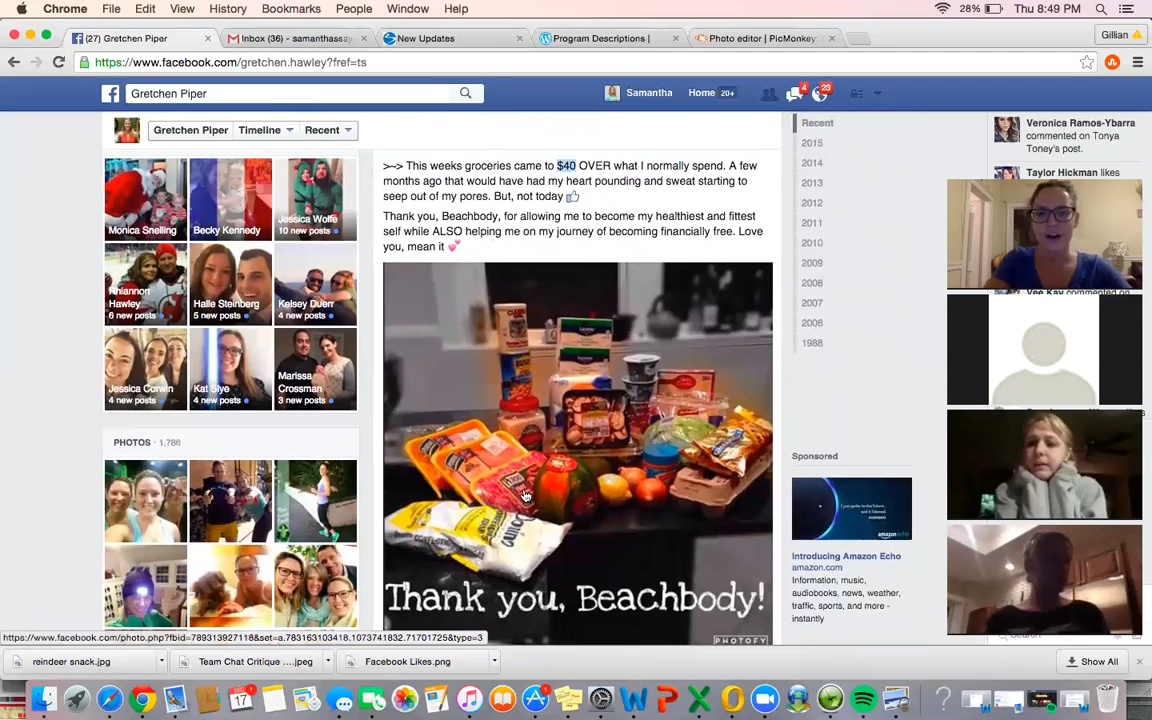 Chrome File Edit View History Bookmarks People Window Help 28% Thu 8:49 PM
(27) Gretchen Piper Inbox (36) - samanthassay New Updates Program Descriptions | Photo editor | PicMonkey: Gillian
https://www.facebook.com/gretchen.hawley?fref=ts
Gretchen Piper Samantha Home 20+ 4 23
Gretchen Piper Timeline Recent
Recent
2015
2014
2013
2012
2011
2010
2009
2008
2007
2006
1988
Veronica Ramos-Ybarra
commented on Tonya
Toney's post.
Taylor Hickman likes
Vee Kay commented on
>~> This weeks groceries came to $40 OVER what I normally spend. A few
months ago that would have had my heart pounding and sweat starting to
seep out of my pores. But, not today
Thank you, Beachbody, for allowing me to become my healthiest and fittest
self while ALSO helping me on my journey of becoming financially free. Love
you, mean it
Monica Snelling
Becky Kennedy
Jessica Wolfe
10 new posts
Rhiannon
Hawley
6 new posts
Halle Steinberg
5 new posts
Kelsey Duerr
4 new posts
Jessica Corwin
4 new posts
Kat Slye
4 new posts
Marissa
Crossman
3 new posts
PHOTOS · 1,786
Thank you, Beachbody!
PHOTOFY
Sponsored
Introducing Amazon Echo
amazon.com
Information, music,
audiobooks, news, weather,
traffic, sports, and more -
instantly
https://www.facebook.com/photo.php?fbid=789313927118&set=a.783163103418.1073741832.71701725&type=3
reindeer snack.jpg Team Chat Critique ....jpeg Facebook Likes.png Show All
DEC
17